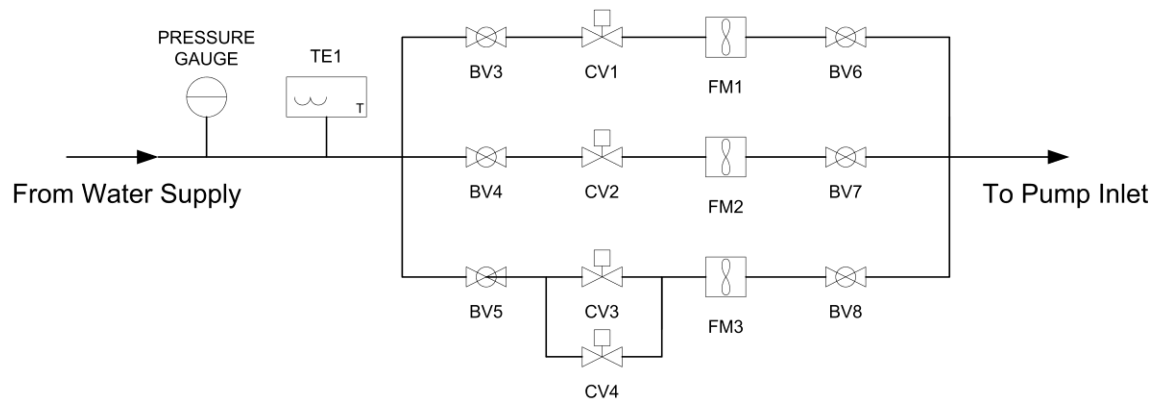 PRESSURE
GAUGE
TE1
T
BV3
CV1
FM1
BV6
From Water Supply
BV4
CV2
FM2
BV7
To Pump Inlet
BV5
CV3
FM3
BV8
CV4